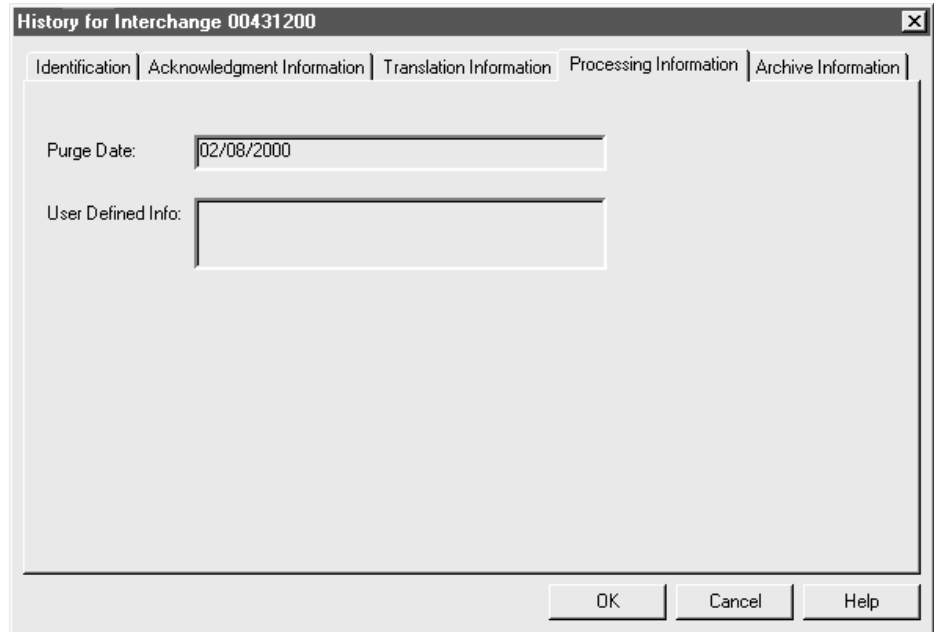 History for Interchange 00431200
Identification Acknowledgment Information Translation Information Processing Information Archive Information
Purge Date: 02/08/2000
User Defined Info:
OK Cancel Help